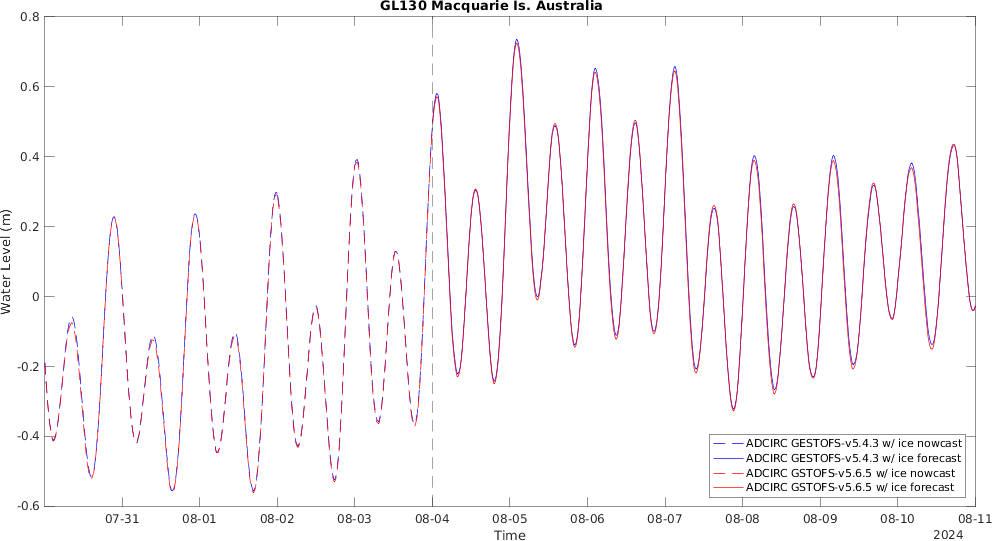 GL130 Macquarie Is. Australia
0.8
0.6
0.4
0.2
0
-0.2
-0.4
-0.6
Water Level (m)
ADCIRC GESTOFS-v5.4.3 w/ ice nowcast
ADCIRC GESTOFS-v5.4.3 w/ ice forecast
ADCIRC GSTOFS-v5.6.5 w/ ice nowcast
ADCIRC GSTOFS-v5.6.5 w/ ice forecast
07-31 08-01 08-02 08-03 08-04 08-05 08-06 08-07 08-08 08-09 08-10 08-11
Time
2024